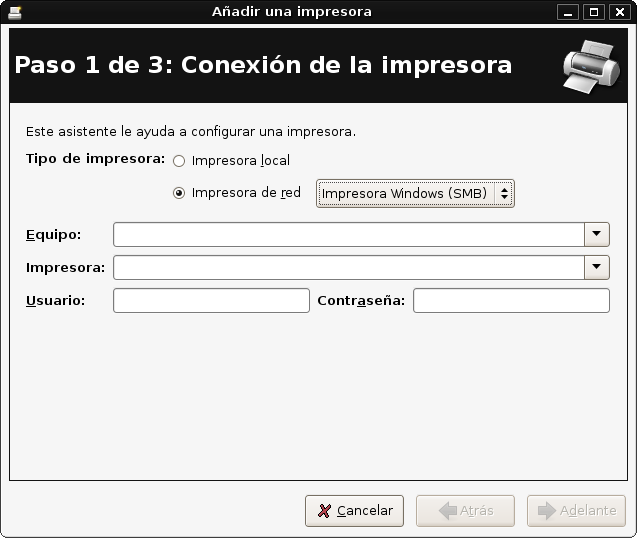 Añadir una impresora
Paso 1 de 3: Conexión de la impresora
Este asistente le ayuda a configurar una impresora.
Tipo de impresora: Impresora local
Impresora de red Impresora Windows (SMB)
Equipo:
Impresora:
Usuario: Contraseña:
Cancelar Atrás Adelante